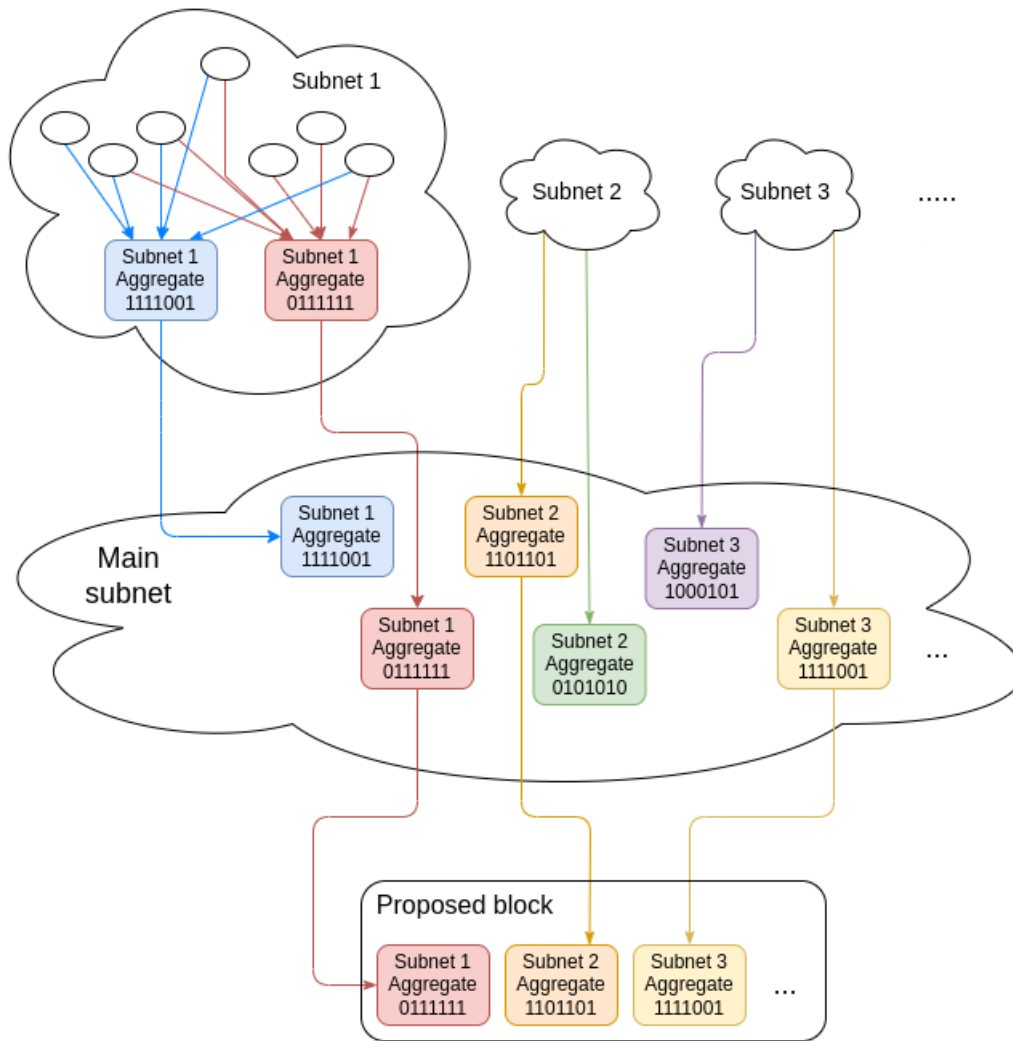 Subnet 1
Subnet 2
Subnet 3
.....
Subnet 1
Aggregate
1111001
Subnet 1
Aggregate
0111111
Main
subnet
Subnet 1
Aggregate
1111001
Subnet 2
Aggregate
1101101
Subnet 3
Aggregate
1000101
Subnet 1
Aggregate
0111111
Subnet 2
Aggregate
0101010
Subnet 3
Aggregate
1111001
...
Proposed block
Subnet 1
Aggregate
0111111
Subnet 2
Aggregate
1101101
Subnet 3
Aggregate
1111001
...